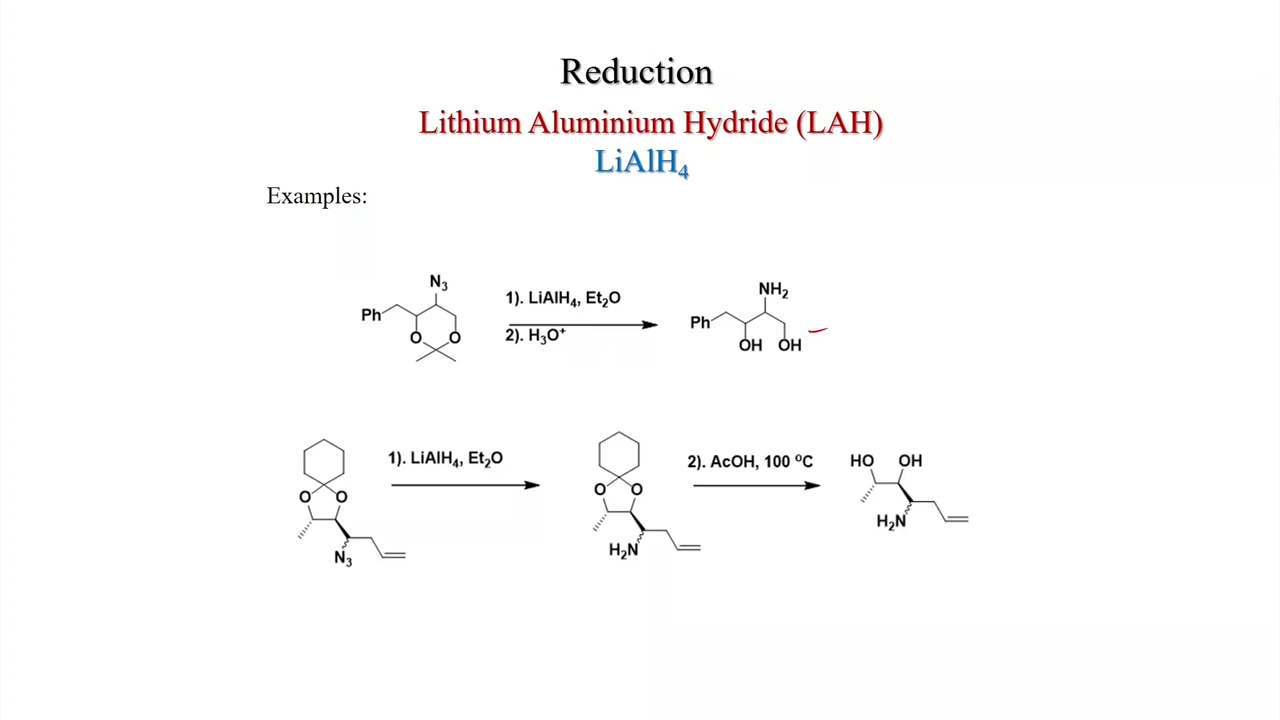 Reduction
Lithium Aluminium Hydride (LAH)
LiAlH₄
Examples:
N₃
Ph
O
O
1). LiAlH₄, Et₂O
2). H₃O⁺
NH₂
Ph
OH
OH
O
O
N₃
1). LiAlH₄, Et₂O
O
O
H₂N
2). AcOH, 100 ºC
HO
OH
H₂N